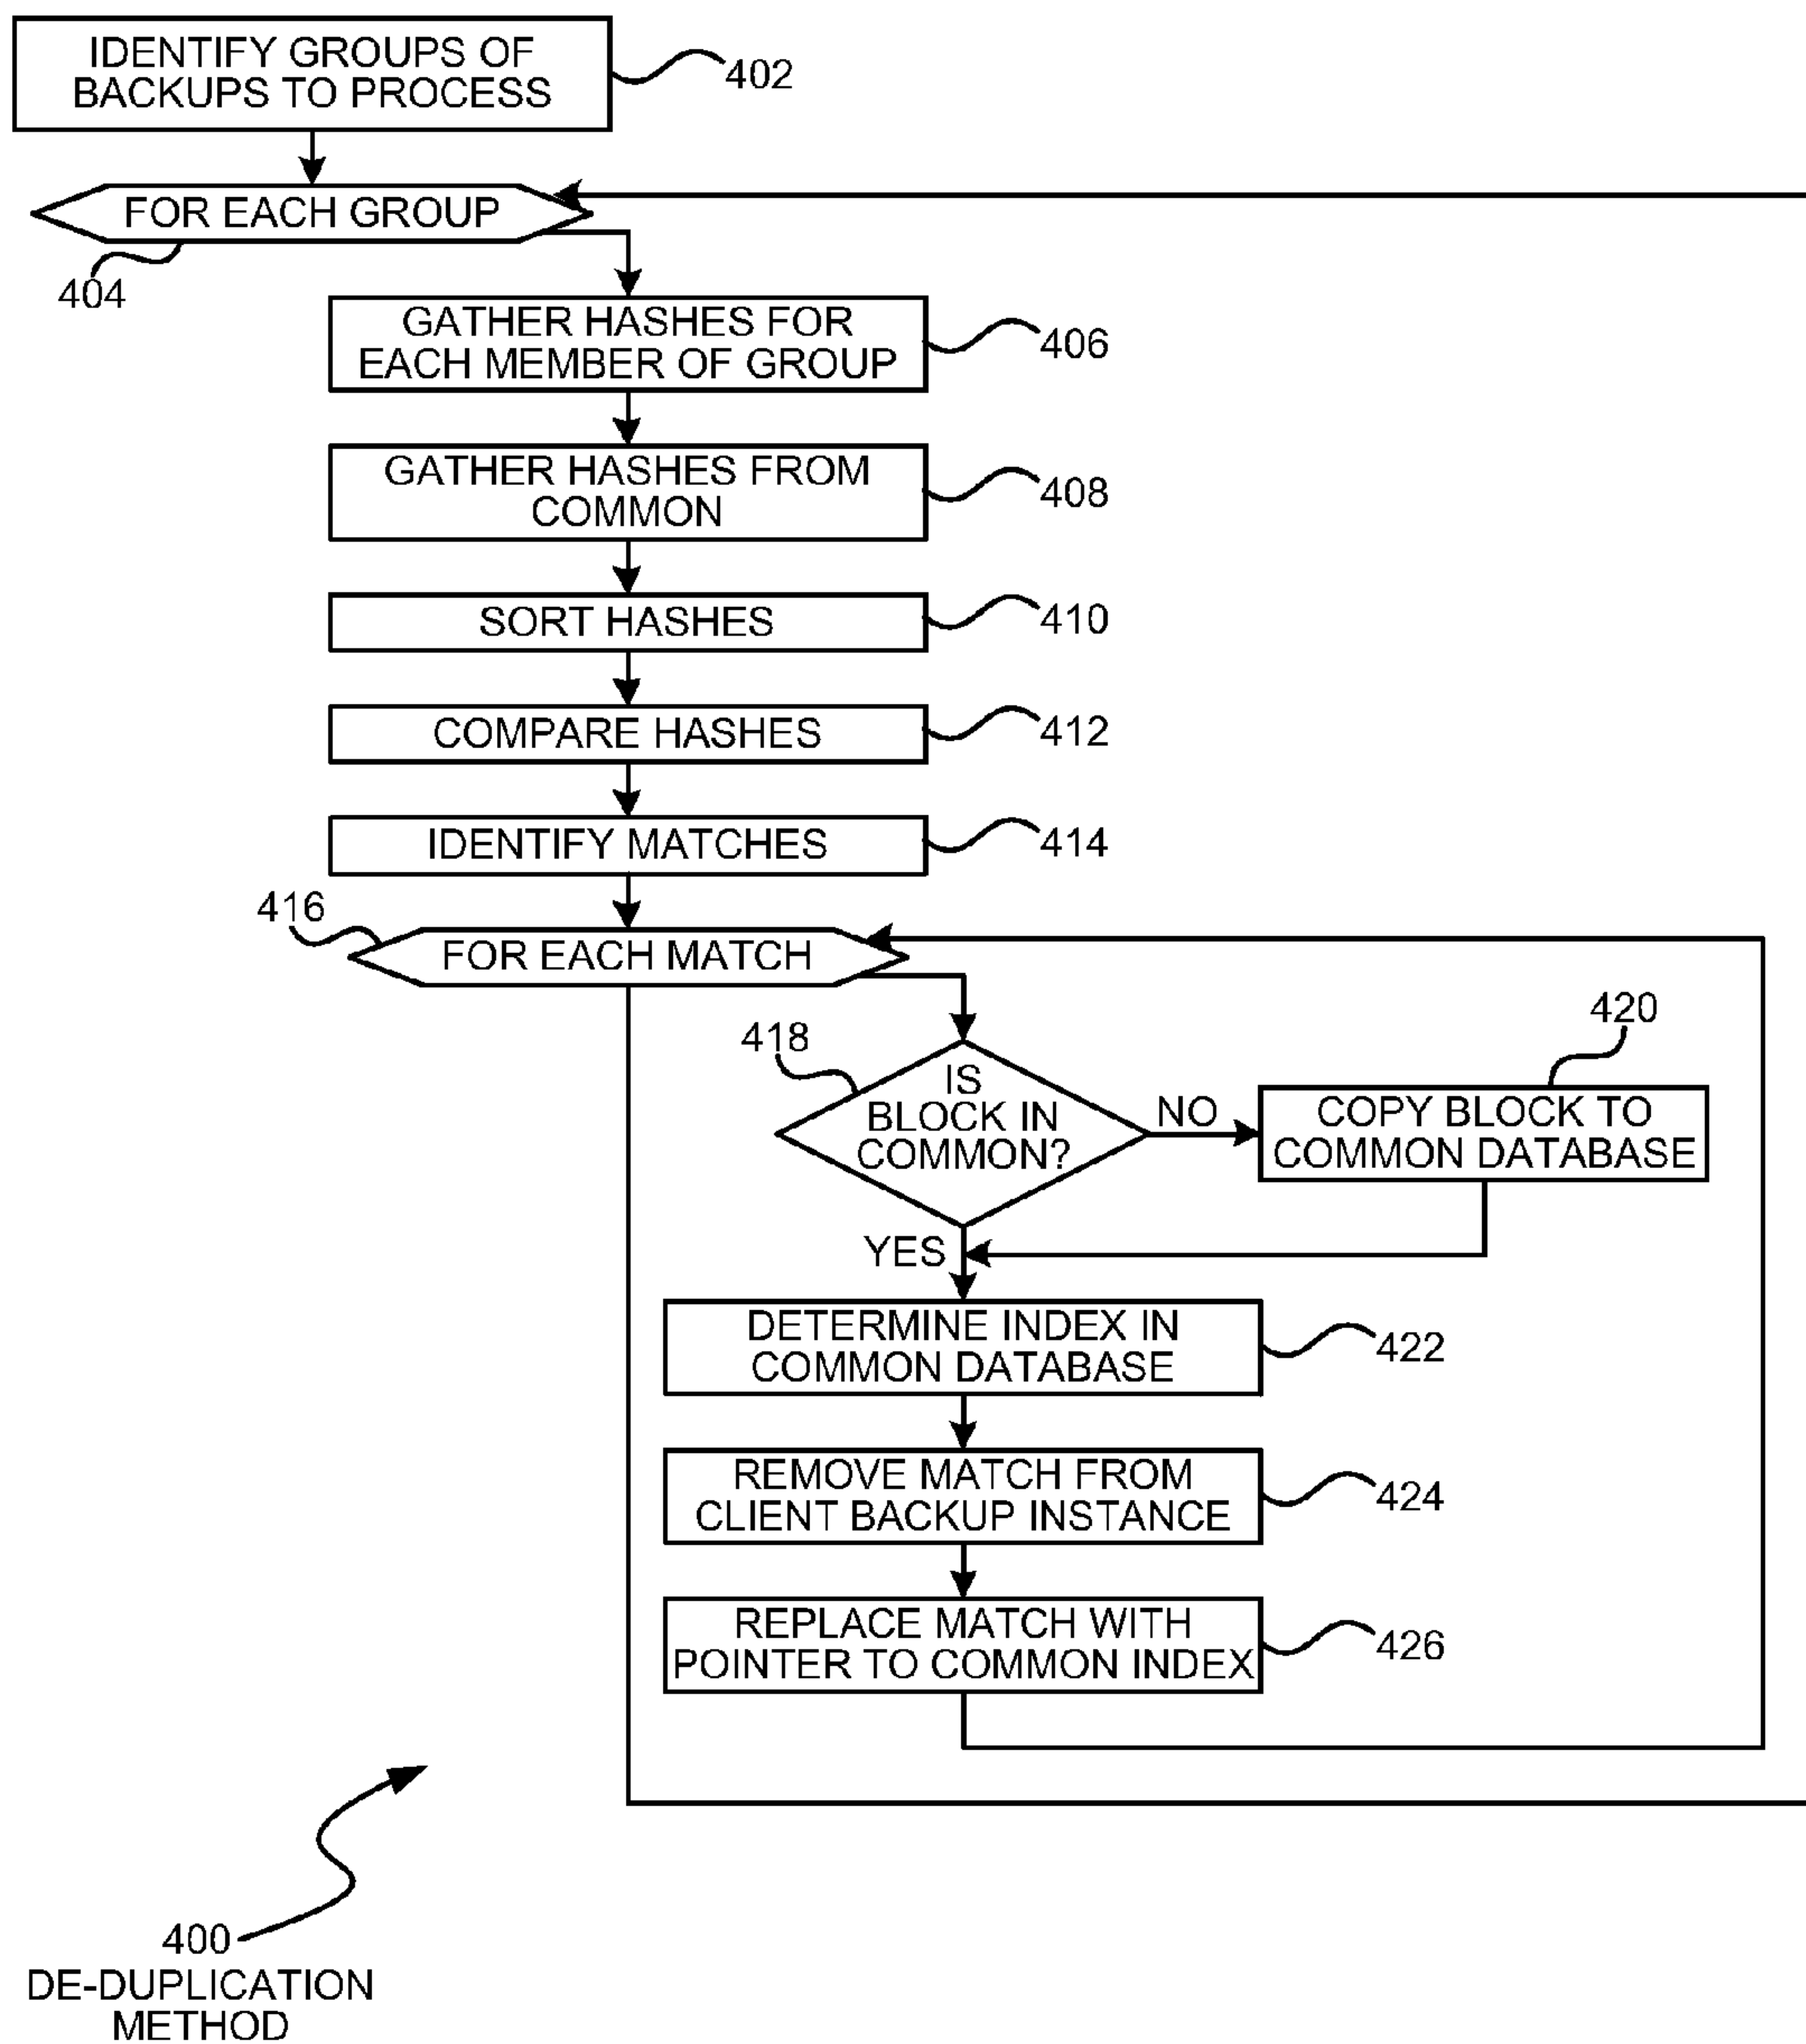 IDENTIFY GROUPS OF
BACKUPS TO PROCESS
402
FOR EACH GROUP
404
GATHER HASHES FOR
EACH MEMBER OF GROUP
406
GATHER HASHES FROM
COMMON
408
SORT HASHES
410
COMPARE HASHES
412
IDENTIFY MATCHES
414
416
FOR EACH MATCH
418
IS
BLOCK IN
COMMON?
NO
420
COPY BLOCK TO
COMMON DATABASE
YES
DETERMINE INDEX IN
COMMON DATABASE
422
REMOVE MATCH FROM
CLIENT BACKUP INSTANCE
424
REPLACE MATCH WITH
POINTER TO COMMON INDEX
426
400
DE-DUPLICATION
METHOD